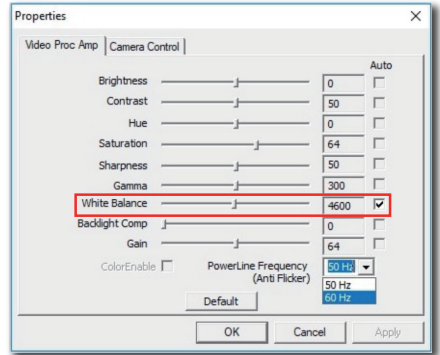 Properties
Video Proc Amp Camera Control
Auto
Brightness 0
Contrast 50
Hue 0
Saturation 64
Sharpness 50
Gamma 300
White Balance 4600
Backlight Comp 0
Gain 64
ColorEnable PowerLine Frequency 50 Hz
(Anti Flicker) 50 Hz
60 Hz
Default
OK Cancel Apply